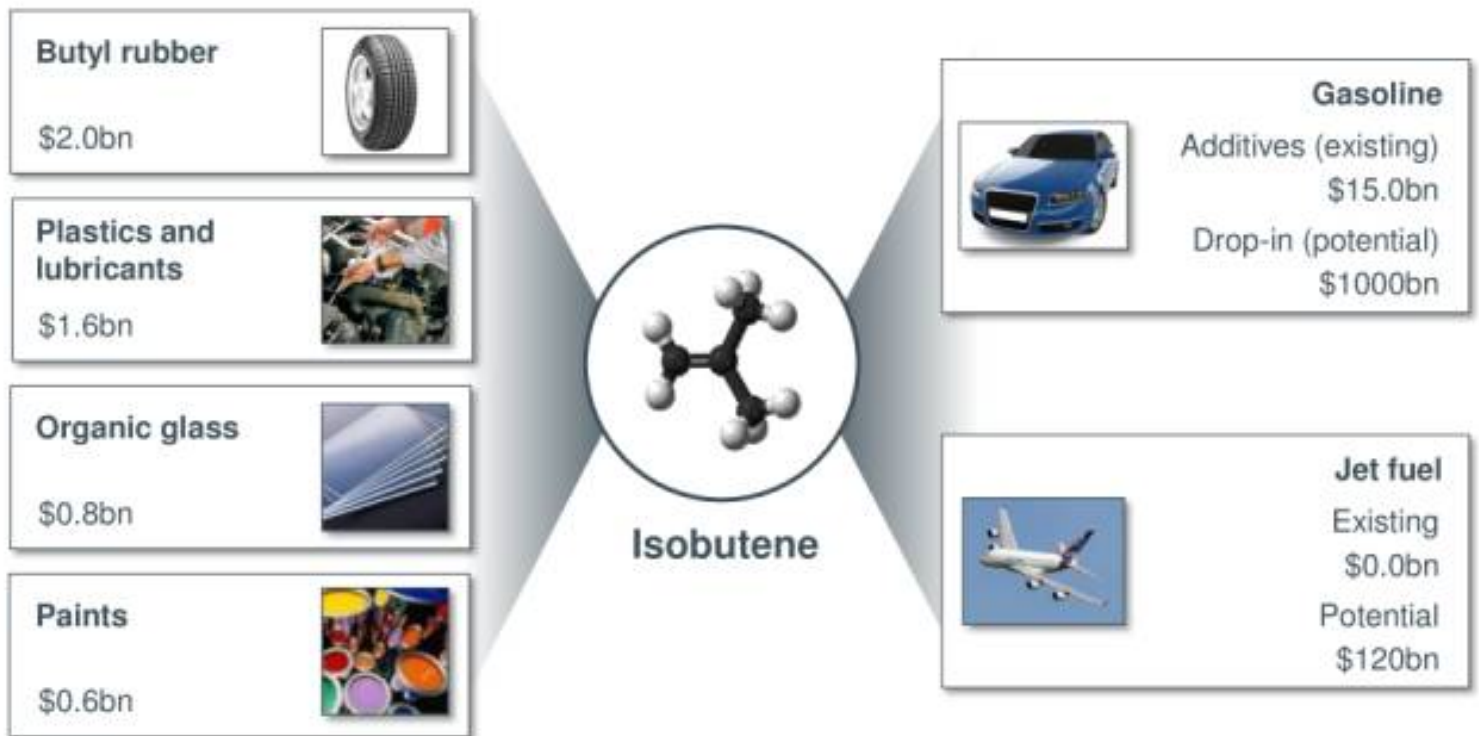 Butyl rubber
$2.0bn
Plastics and
lubricants
$1.6bn
Organic glass
$0.8bn
Paints
$0.6bn
Isobutene
Gasoline
Additives (existing)
$15.0bn
Drop-in (potential)
$1000bn
Jet fuel
Existing
$0.0bn
Potential
$120bn